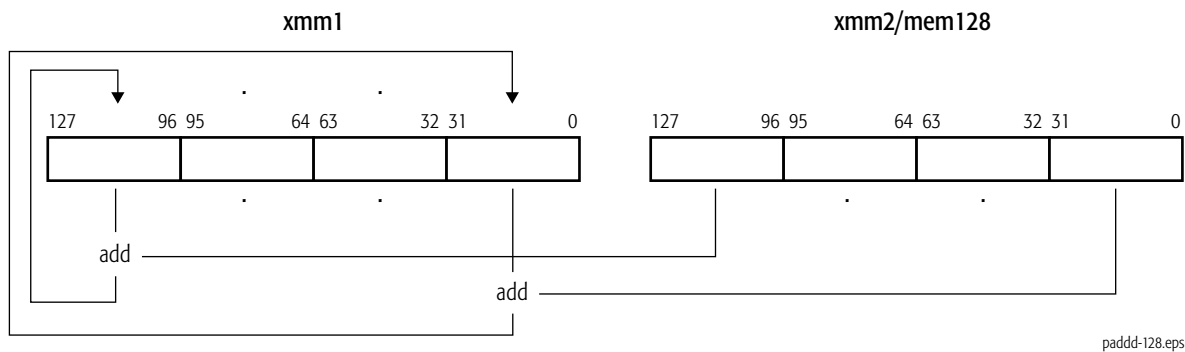 xmm1 xmm2/mem128
. .
127 96 95 64 63 32 31 0 127 96 95 64 63 32 31 0
. . . .
add
add
paddd-128.eps